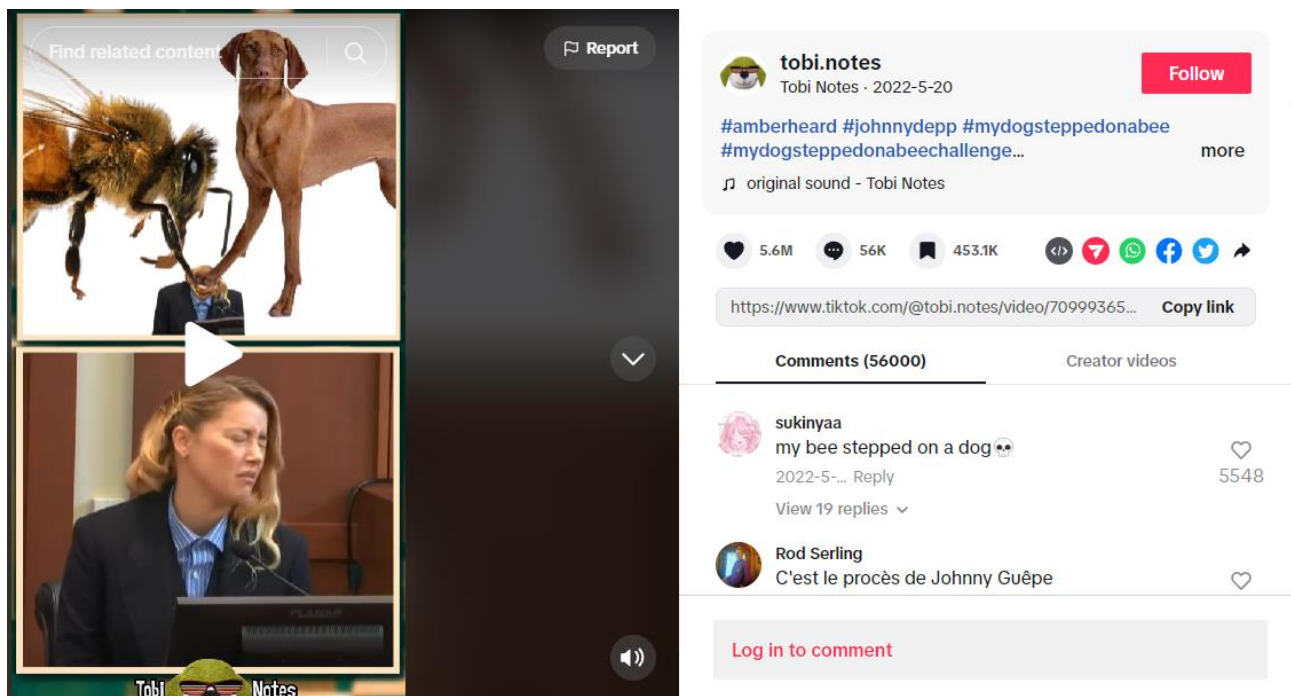 Find related content
Report
PLANAR
Tobi Notes
tobi.notes
Tobi Notes · 2022-5-20
Follow
#amberheard #johnnydepp #mydogsteppedonabee
#mydogsteppedonabeechallenge...
more
original sound - Tobi Notes
5.6M
56K
453.1K
https://www.tiktok.com/@tobi.notes/video/70999365...
Copy link
Comments (56000)
Creator videos
sukinyaa
my bee stepped on a dog💀
2022-5-... Reply
5548
View 19 replies
Rod Serling
C'est le procès de Johnny Guêpe
Log in to comment